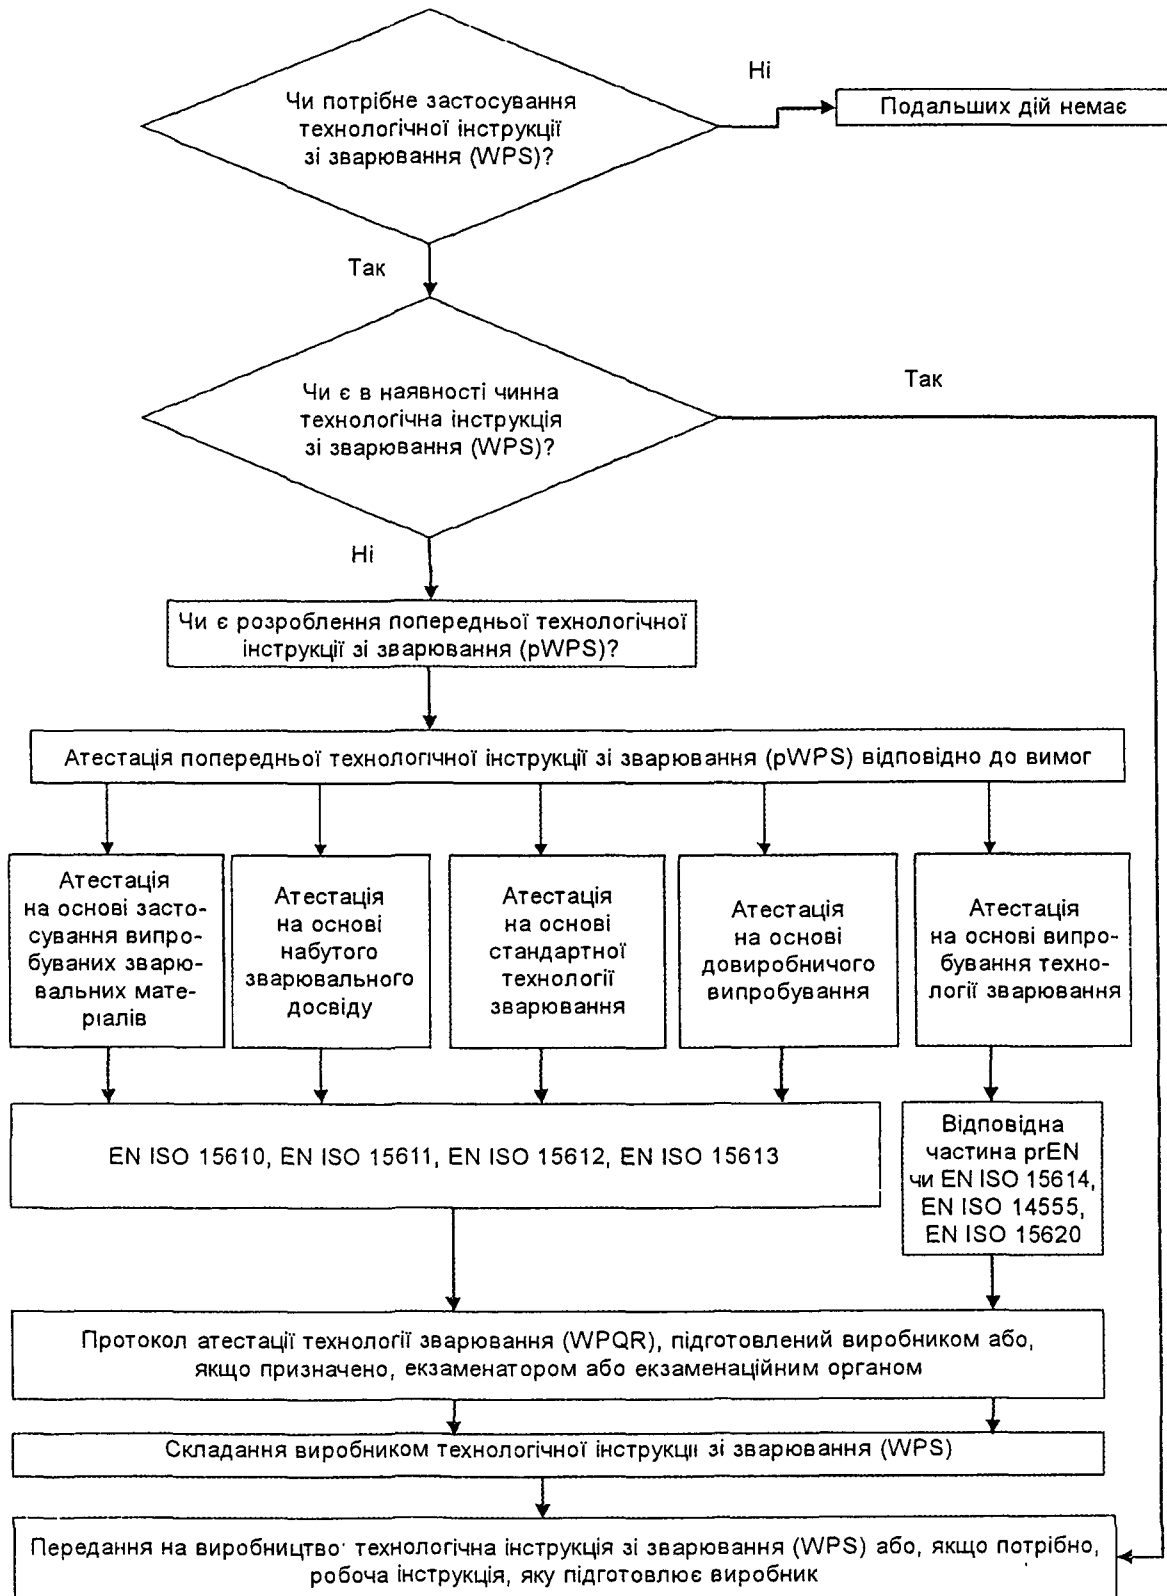 Ні
Чи потрібне застосування
технологічної інструкції
зі зварювання (WPS)?
Подальших дій немає
Так
Чи є в наявності чинна
технологічна інструкція
зі зварювання (WPS)?
Так
Ні
Чи є розроблення попередньої технологічної
інструкції зі зварювання (pWPS)?
Атестація попередньої технологічної інструкції зі зварювання (pWPS) відповідно до вимог
Атестація
на основі засто-
сування випро-
буваних зварю-
вальних мате-
ріалів
Атестація
на основі
набутого
зварювального
досвіду
Атестація
на основі
стандартної
технології
зварювання
Атестація
на основі
довиробничого
випробування
Атестація
на основі випро-
бування техно-
логії зварювання
EN ISO 15610, EN ISO 15611, EN ISO 15612, EN ISO 15613
Відповідна
частина prEN
чи EN ISO 15614,
EN ISO 14555,
EN ISO 15620
Протокол атестації технології зварювання (WPQR), підготовлений виробником або,
якщо призначено, екзаменатором або екзаменаційним органом
Складання виробником технологічної інструкції зі зварювання (WPS)
Передання на виробництво: технологічна інструкція зі зварювання (WPS) або, якщо потрібно,
робоча інструкція, яку підготовлює виробник